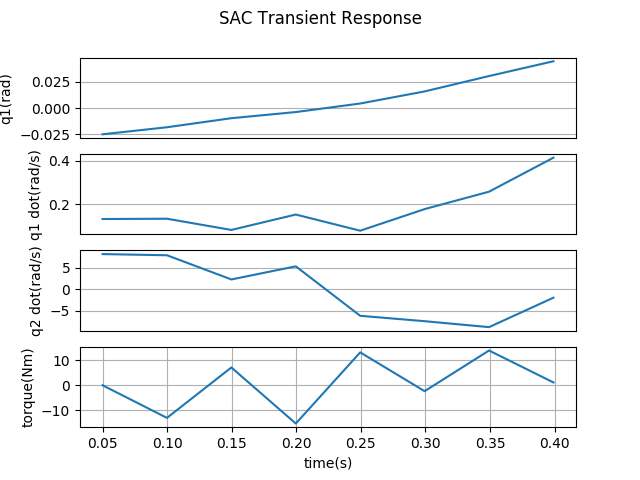 SAC Transient Response
q1(rad)
0.025
0.000
−0.025
q1 dot(rad/s)
0.4
0.2
q2 dot(rad/s)
5
0
−5
torque(Nm)
10
0
−10
0.05 0.10 0.15 0.20 0.25 0.30 0.35 0.40
time(s)